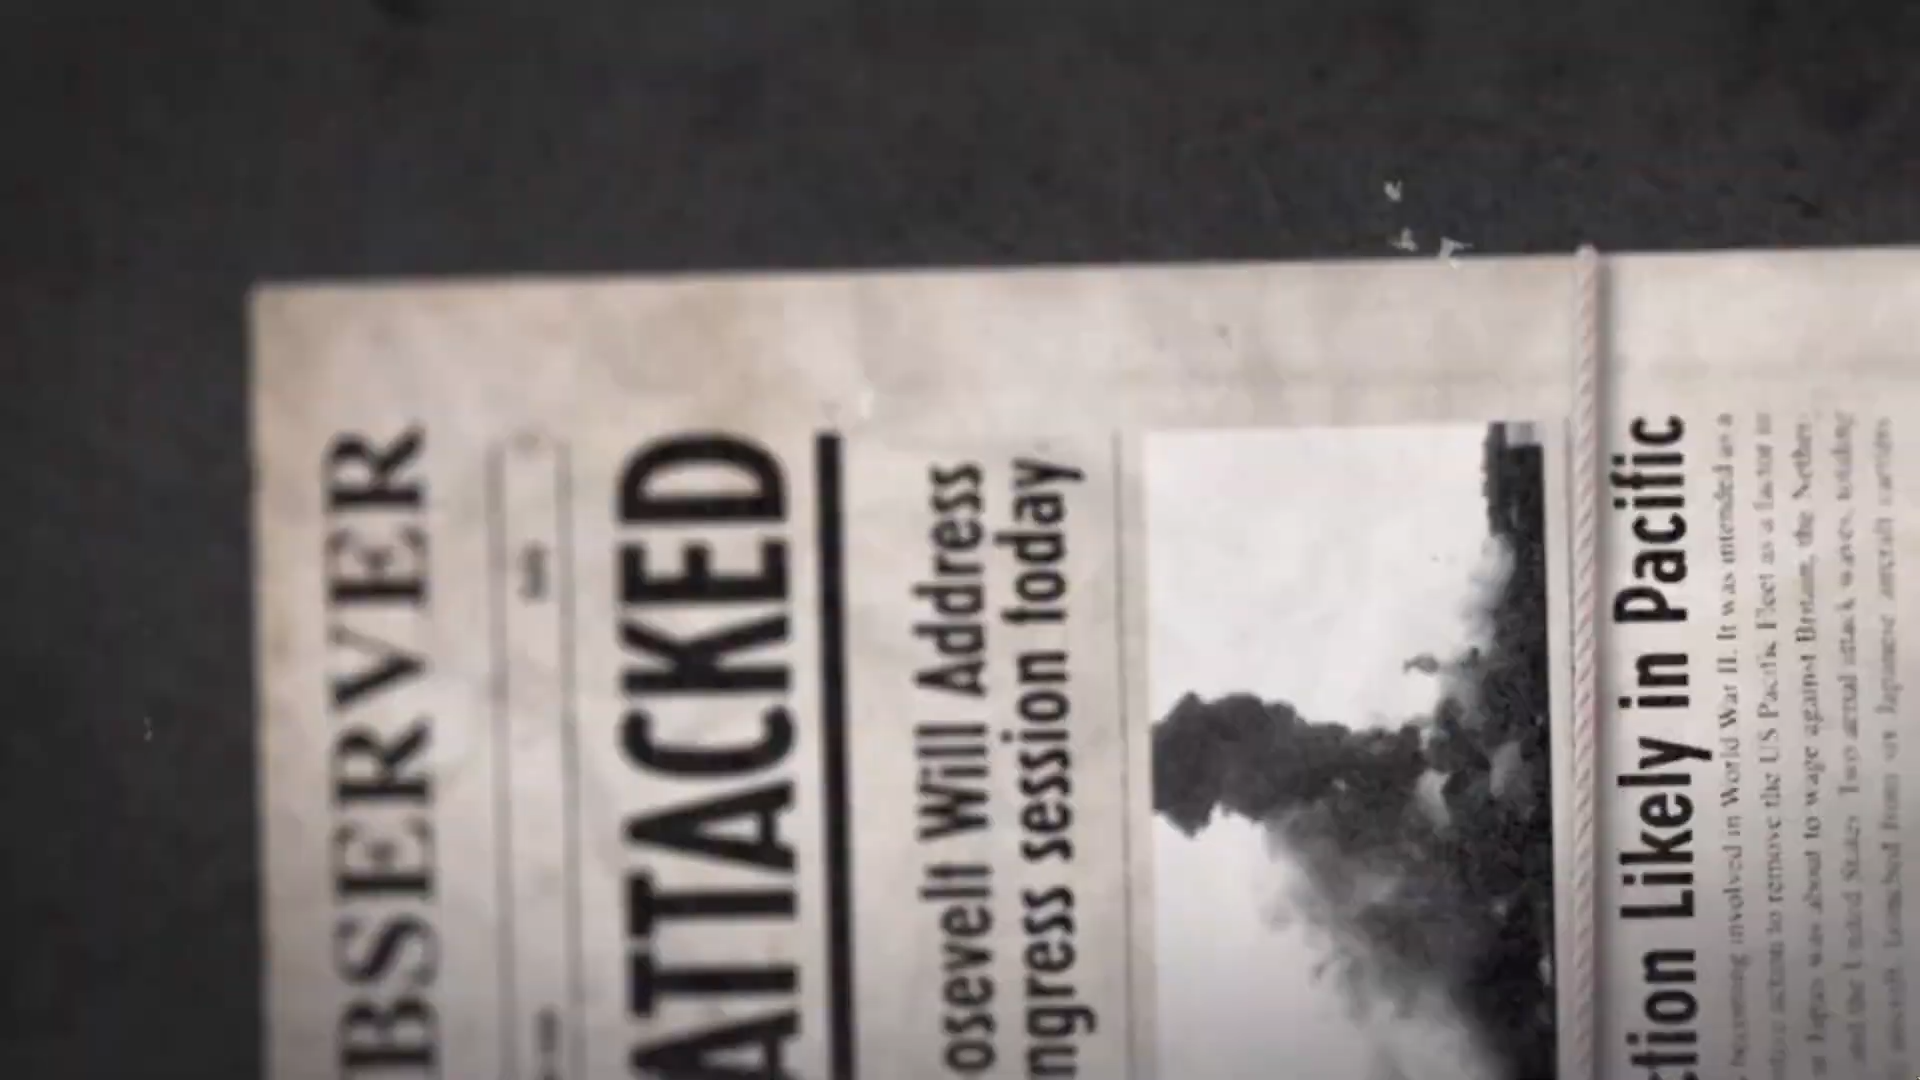 BSERVER
ATTACKED
osevelt Will Address
ngress session today
ction Likely in Pacific
becoming involved in World War II. It was intended as a
action to remove the US Pacific Fleet as a factor in
Japan was about to wage against Britain, the Nether-
and the United States. Two aerial attack waves, totaling
aircraft, launched from six Japanese aircraft carriers